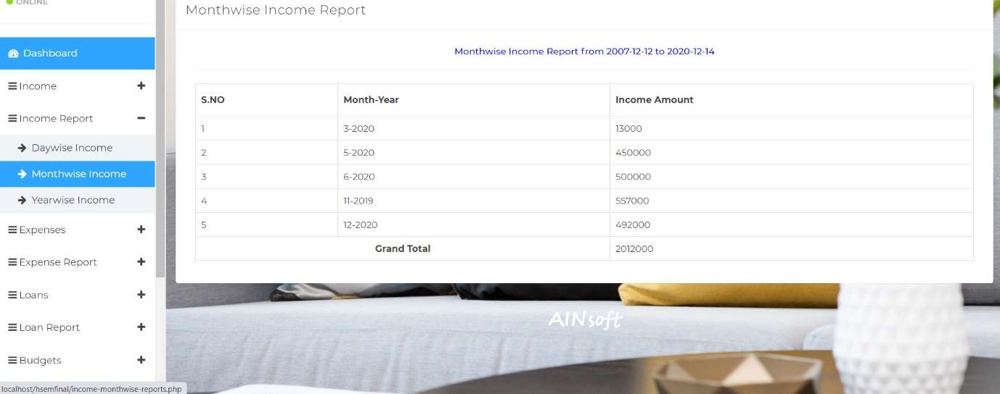 ONLINE
Dashboard
Income
Income Report
Daywise Income
Monthwise Income
Yearwise Income
Expenses
Expense Report
Loans
Loan Report
Budgets
localhost/hsemfinal/income-monthwise-reports.php
Monthwise Income Report
Monthwise Income Report from 2007-12-12 to 2020-12-14
S.NO Month-Year Income Amount
1 3-2020 13000
2 5-2020 450000
3 6-2020 500000
4 11-2019 557000
5 12-2020 492000
Grand Total 2012000
AINsoft